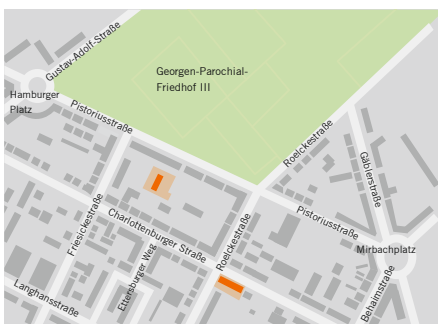 Gustav-Adolf-Straße
Georgen-Parochial-
Friedhof III
Hamburger
Platz
Pistoriusstraße
Roelckestraße
Gäblerstraße
Friesickestraße
Charlottenburger Straße
Roelckestraße
Pistoriusstraße
Mirbachplatz
Ettersburger Weg
Langhansstraße
Behaimstraße